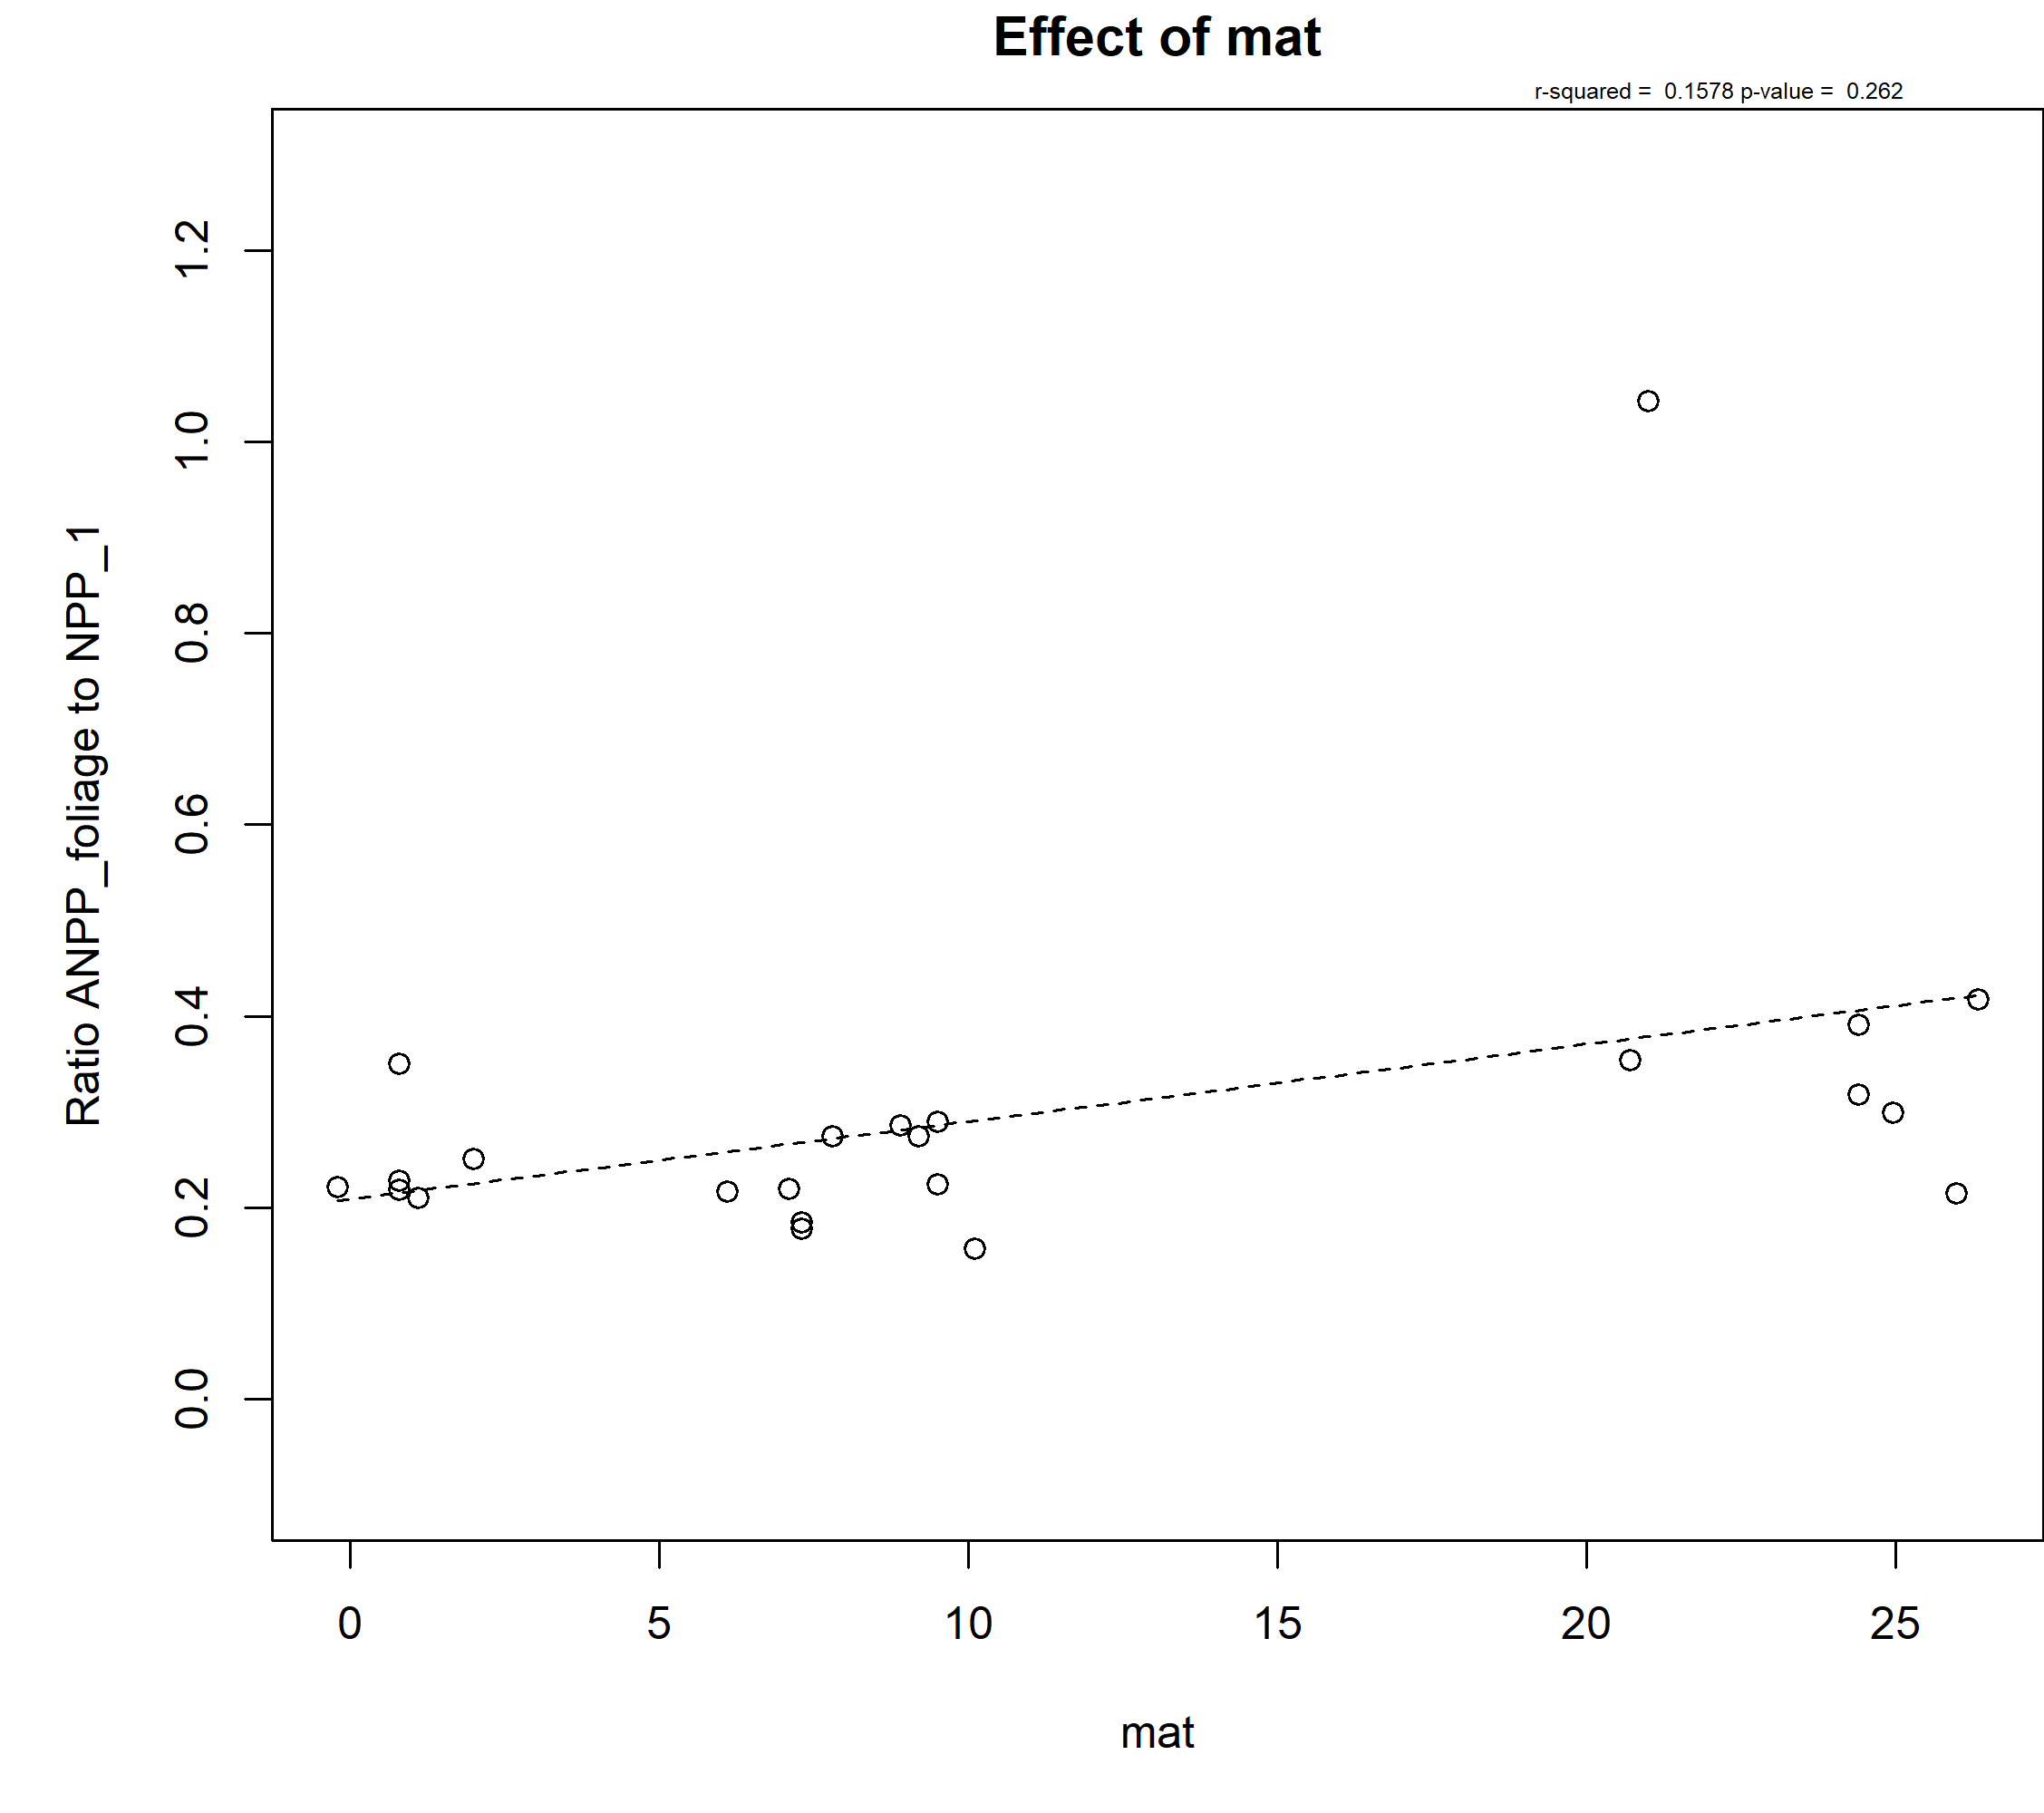 Effect of mat
r-squared =  0.1578 p-value =  0.262
Ratio ANPP_foliage to NPP_1
1.2
1.0
0.8
0.6
0.4
0.2
0.0
0 5 10 15 20 25
mat